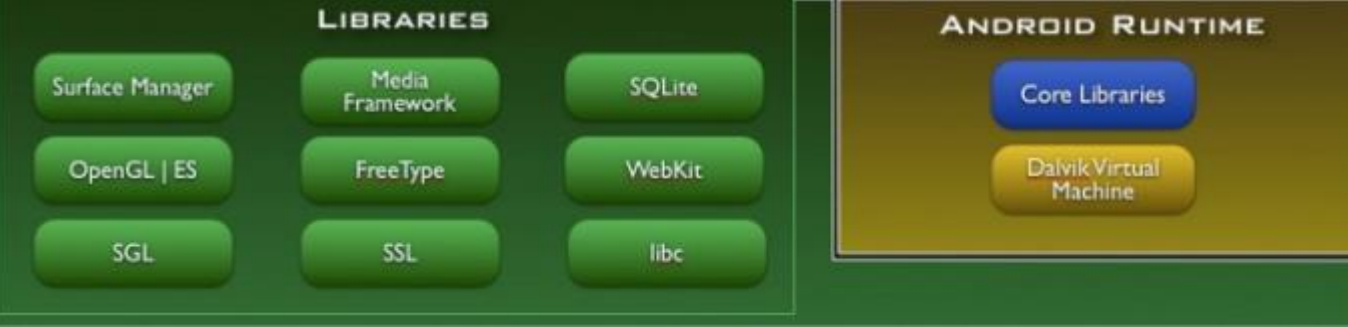 LIBRARIES
Surface Manager
Media
Framework
SQLite
OpenGL | ES
FreeType
WebKit
SGL
SSL
libc
ANDROID RUNTIME
Core Libraries
Dalvik Virtual
Machine